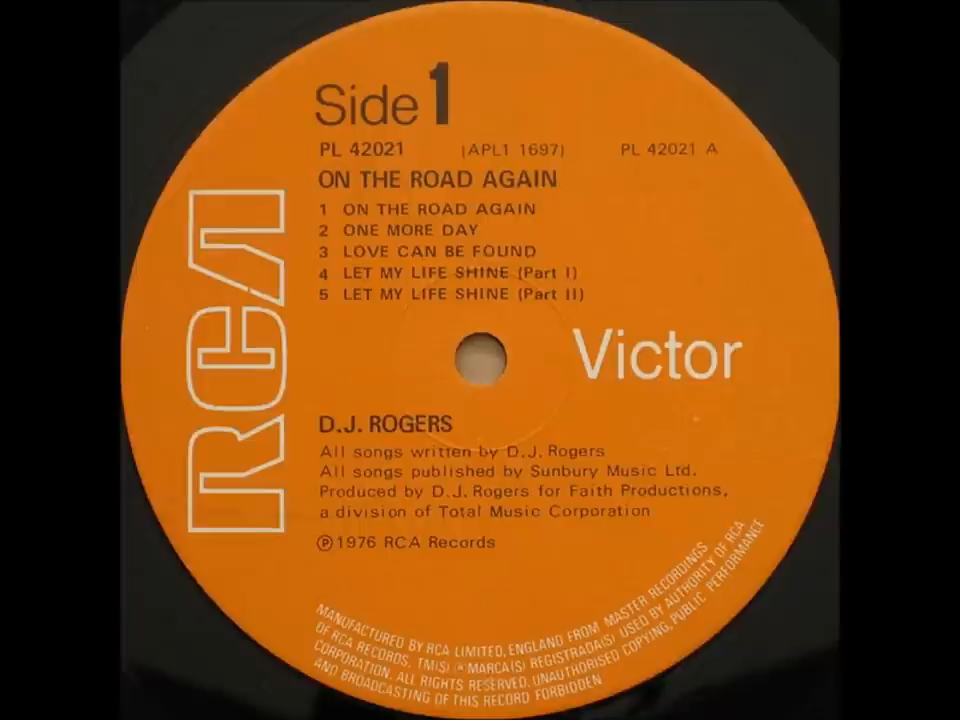 Side 1
PL 42021 (APL1 1697) PL 42021 A
ON THE ROAD AGAIN
1 ON THE ROAD AGAIN
2 ONE MORE DAY
3 LOVE CAN BE FOUND
4 LET MY LIFE SHINE (Part I)
5 LET MY LIFE SHINE (Part II)
RCA
Victor
D.J. ROGERS
All songs written by D.J. Rogers
All songs published by Sunbury Music Ltd.
Produced by D.J. Rogers for Faith Productions,
a division of Total Music Corporation
Ⓟ1976 RCA Records
MANUFACTURED BY RCA LIMITED, ENGLAND FROM MASTER RECORDINGS
OF RCA RECORDS. TM(S) ® MARCA(S) REGISTRADA(S) USED BY AUTHORITY OF RCA
CORPORATION. ALL RIGHTS RESERVED. UNAUTHORISED COPYING, PUBLIC PERFORMANCE
AND BROADCASTING OF THIS RECORD FORBIDDEN